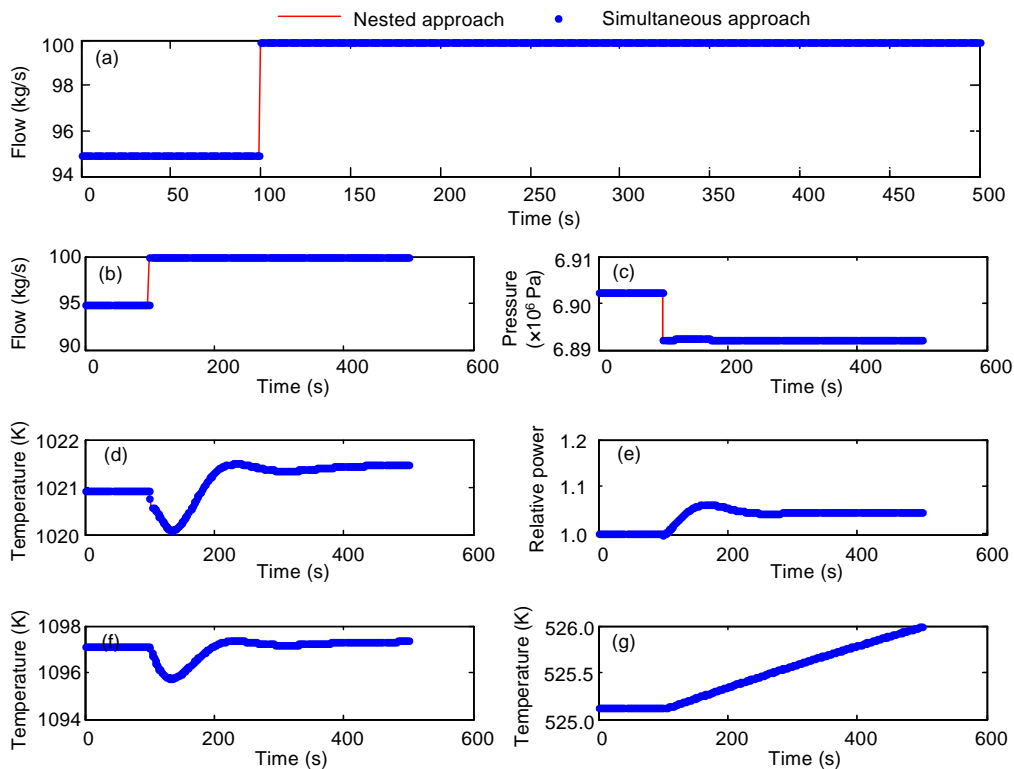 Nested approach Simultaneous approach
(a)
Flow (kg/s)
100
98
96
94
0 50 100 150 200 250 300 350 400 450 500
Time (s)
(b)
Flow (kg/s)
100
95
90
0 200 400 600
Time (s)
(c)
Pressure
(×10⁶ Pa)
6.91
6.90
6.89
0 200 400 600
Time (s)
(d)
Temperature (K)
1022
1021
1020
0 200 400 600
Time (s)
(e)
Relative power
1.2
1.1
1.0
0 200 400 600
Time (s)
(f)
Temperature (K)
1098
1096
1094
0 200 400 600
Time (s)
(g)
Temperature (K)
526.0
525.5
525.0
0 200 400 600
Time (s)